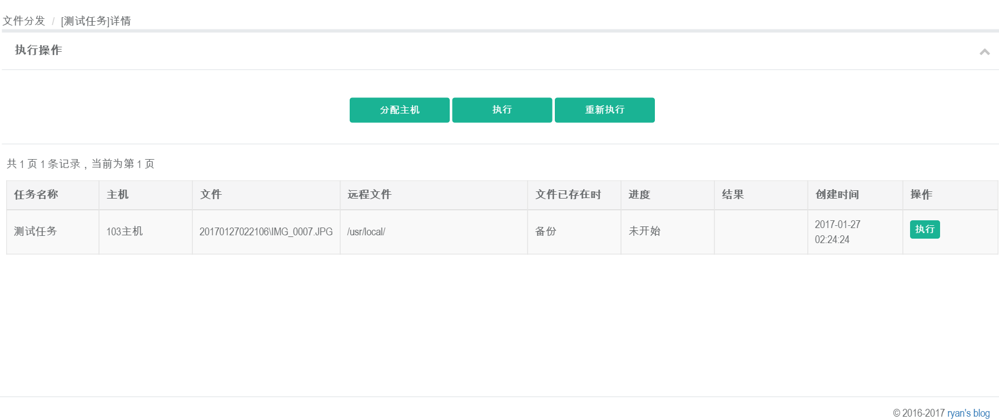 文件分发 / [测试任务]详情
执行操作
分配主机 执行 重新执行
共 1 页 1 条记录，当前为第 1 页
任务名称 主机 文件 远程文件 文件已存在时 进度 结果 创建时间 操作
测试任务 103主机 20170127022106\IMG_0007.JPG /usr/local/ 备份 未开始 2017-01-27 执行
02:24:24
© 2016-2017 ryan's blog